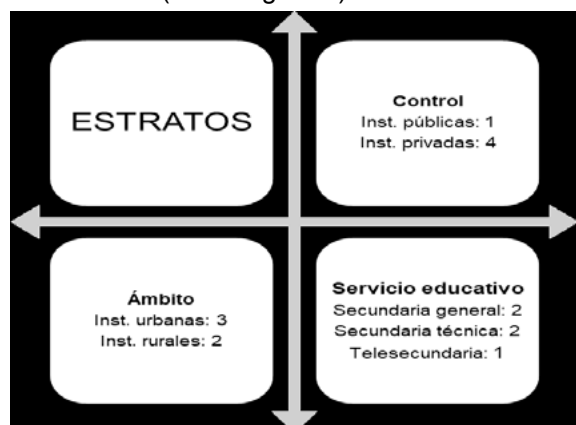 ESTRATOS
Control
Inst. públicas: 1
Inst. privadas: 4
Ámbito
Inst. urbanas: 3
Inst. rurales: 2
Servicio educativo
Secundaria general: 2
Secundaria técnica: 2
Telesecundaria: 1